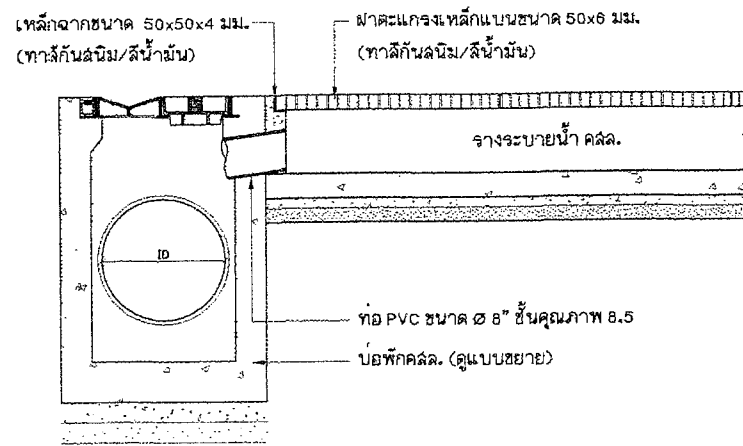 เหล็กฉากขนาด 50x50x4 มม.
(ทาสีกันสนิม/สีน้ำมัน)
ฝาตะแกรงเหล็กแบนขนาด 50x6 มม.
(ทาสีกันสนิม/สีน้ำมัน)
รางระบายน้ำ คสล.
ID
ท่อ PVC ขนาด Ø 8" ชั้นคุณภาพ 8.5
บ่อพักคสล. (ดูแบบขยาย)